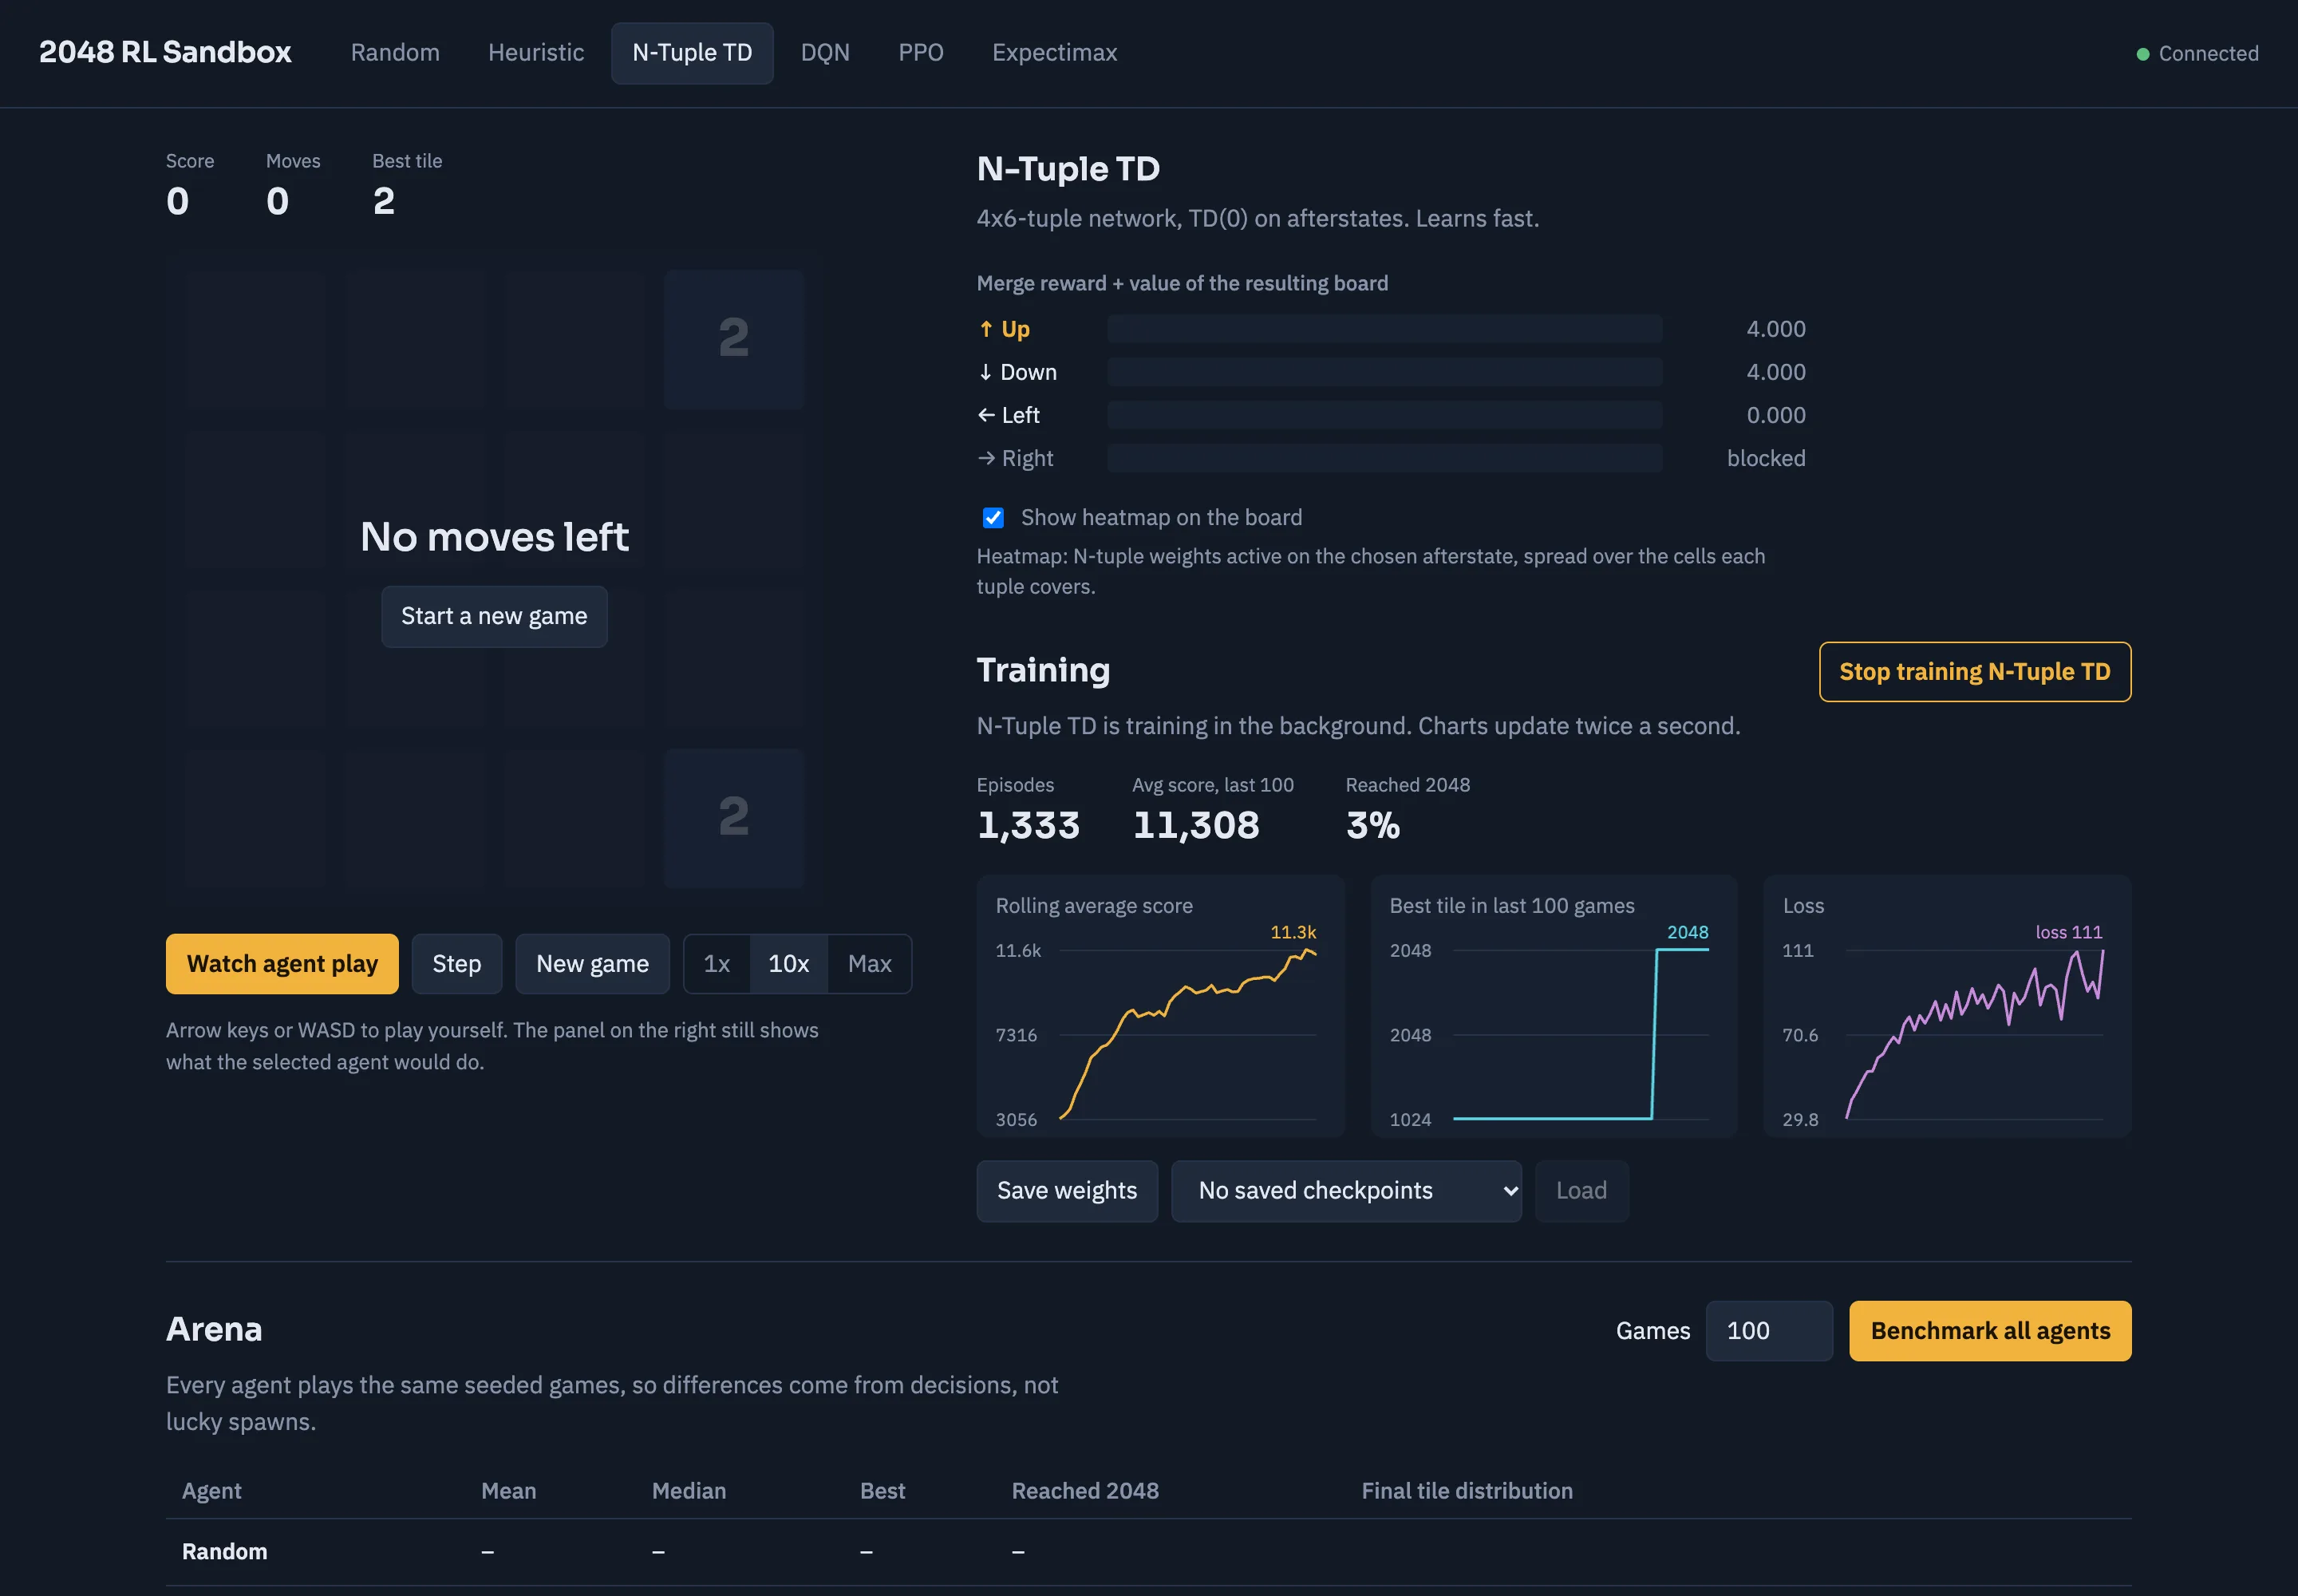 2048 RL Sandbox
Random
Heuristic
N-Tuple TD
DQN
PPO
Expectimax
Connected
Score
Moves
Best tile
0
0
2
2
No moves left
Start a new game
2
Watch agent play
Step
New game
1x
10x
Max
Arrow keys or WASD to play yourself. The panel on the right still shows
what the selected agent would do.
N-Tuple TD
4x6-tuple network, TD(0) on afterstates. Learns fast.
Merge reward + value of the resulting board
↑ Up 4.000
↓ Down 4.000
← Left 0.000
→ Right blocked
Show heatmap on the board
Heatmap: N-tuple weights active on the chosen afterstate, spread over the cells each
tuple covers.
Training
Stop training N-Tuple TD
N-Tuple TD is training in the background. Charts update twice a second.
Episodes
Avg score, last 100
Reached 2048
1,333
11,308
3%
Rolling average score
11.3k
11.6k
7316
3056
Best tile in last 100 games
2048
2048
2048
1024
Loss
loss 111
111
70.6
29.8
Save weights
No saved checkpoints
Load
Arena
Games
100
Benchmark all agents
Every agent plays the same seeded games, so differences come from decisions, not
lucky spawns.
Agent Mean Median Best Reached 2048 Final tile distribution
Random – – – –